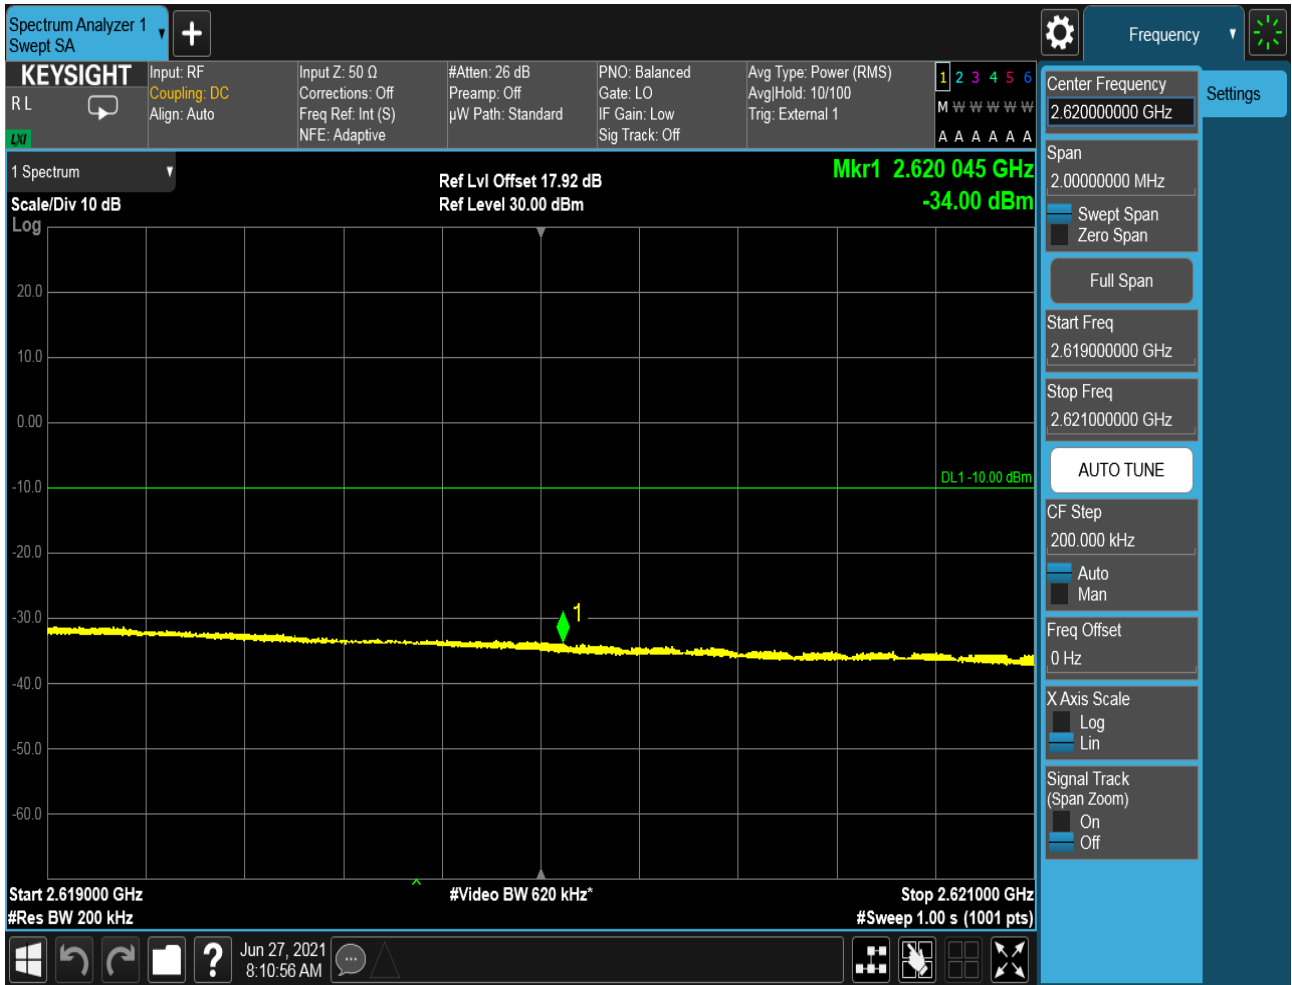 Spectrum Analyzer 1
Swept SA
Frequency
KEYSIGHT
R L
LXI
Input: RF
Coupling: DC
Align: Auto
Input Z: 50 Ω
Corrections: Off
Freq Ref: Int (S)
NFE: Adaptive
#Atten: 26 dB
Preamp: Off
µW Path: Standard
PNO: Balanced
Gate: LO
IF Gain: Low
Sig Track: Off
Avg Type: Power (RMS)
Avg|Hold: 10/100
Trig: External 1
1 2 3 4 5 6
M W W W W W
A A A A A A
1 Spectrum
Scale/Div 10 dB
Log
Ref Lvl Offset 17.92 dB
Ref Level 30.00 dBm
Mkr1 2.620 045 GHz
-34.00 dBm
20.0
10.0
0.00
-10.0
-20.0
-30.0
-40.0
-50.0
-60.0
DL1 -10.00 dBm
1
Start 2.619000 GHz
#Res BW 200 kHz
#Video BW 620 kHz*
Stop 2.621000 GHz
#Sweep 1.00 s (1001 pts)
Jun 27, 2021
8:10:56 AM
Center Frequency
2.620000000 GHz
Settings
Span
2.00000000 MHz
Swept Span
Zero Span
Full Span
Start Freq
2.619000000 GHz
Stop Freq
2.621000000 GHz
AUTO TUNE
CF Step
200.000 kHz
Auto
Man
Freq Offset
0 Hz
X Axis Scale
Log
Lin
Signal Track
(Span Zoom)
On
Off